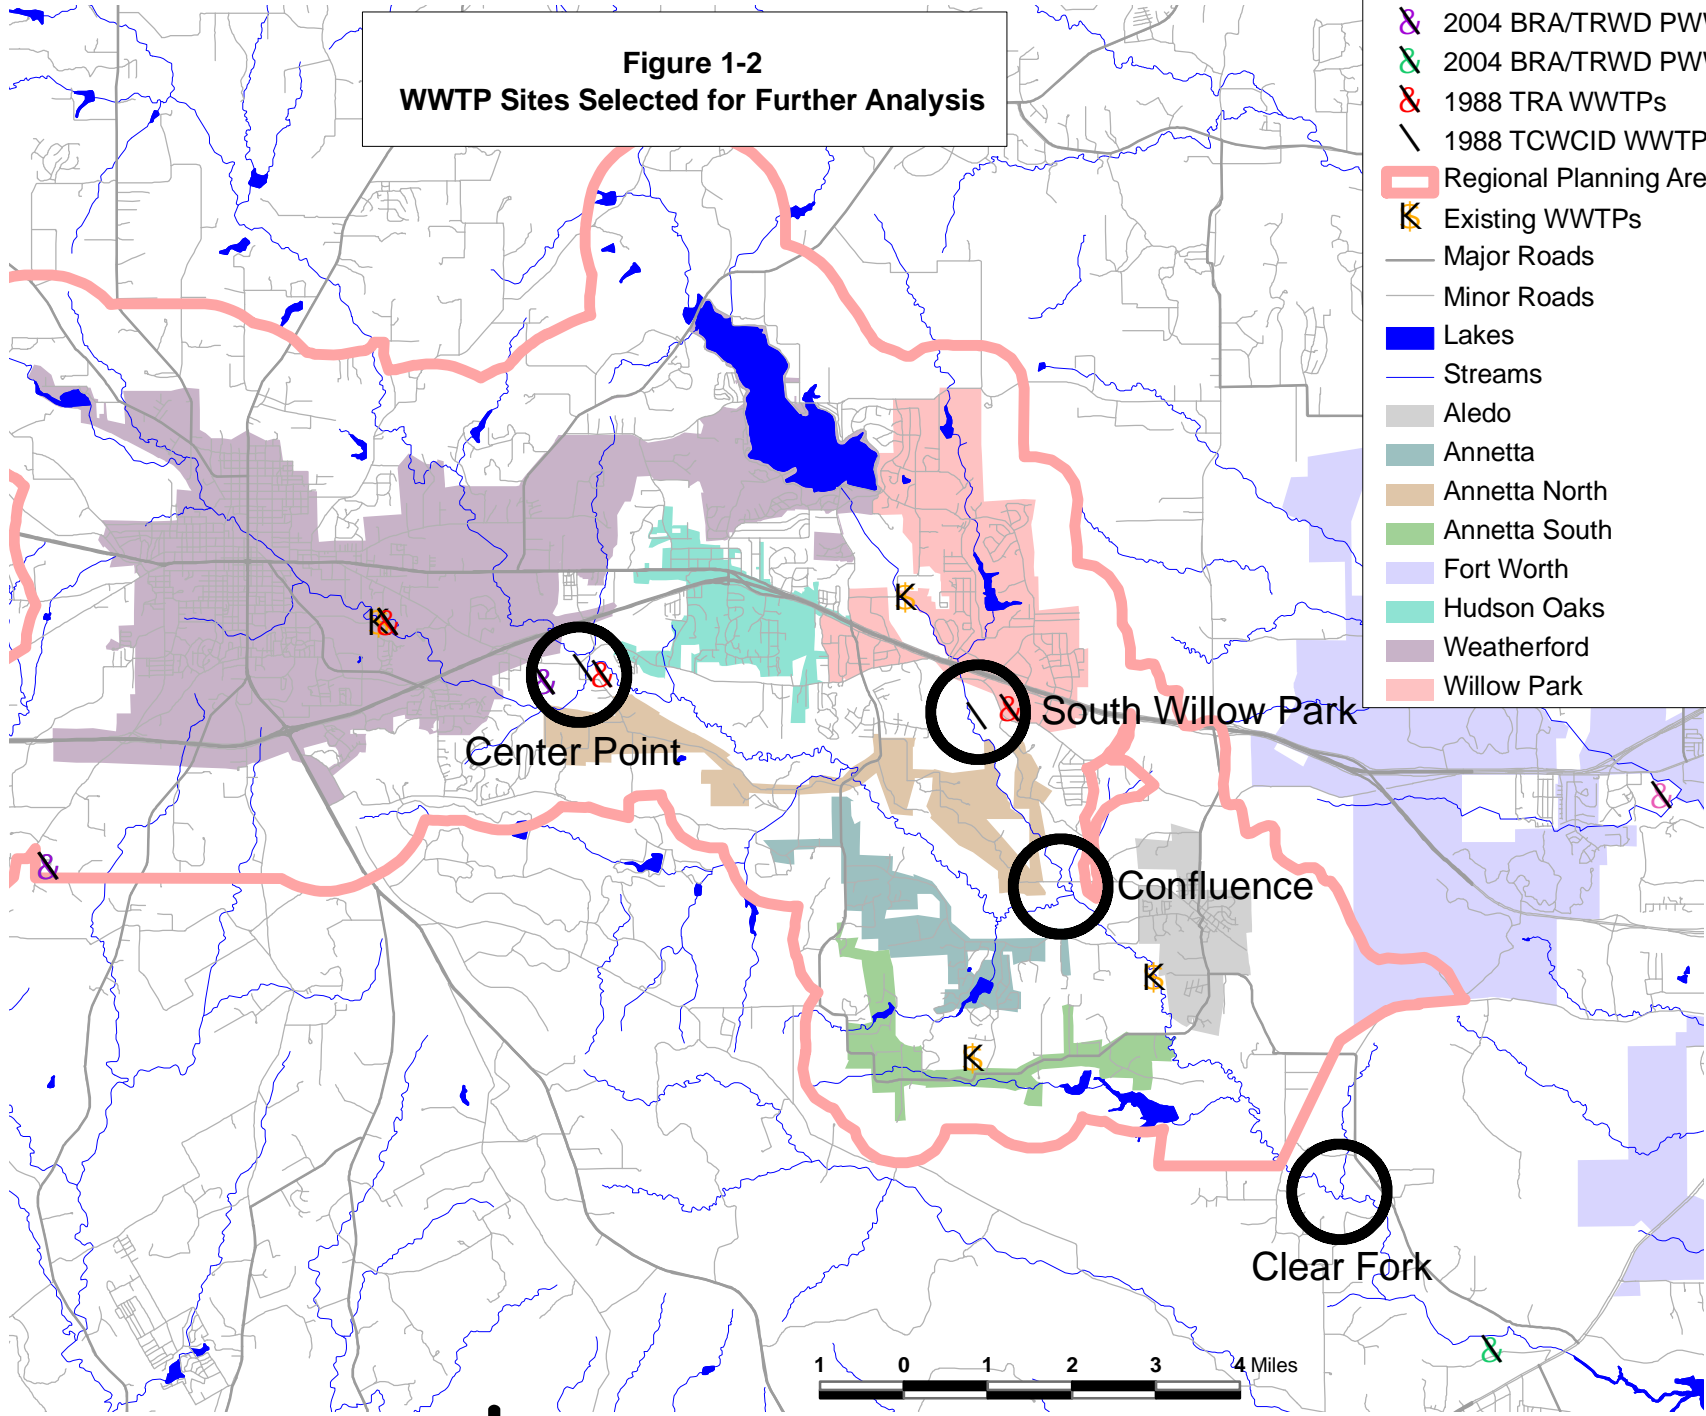 Figure 1-2
WWTP Sites Selected for Further Analysis
2004 BRA/TRWD PWW
2004 BRA/TRWD PWW
1988 TRA WWTPs
1988 TCWCID WWTP
Regional Planning Are
Existing WWTPs
Major Roads
Minor Roads
Lakes
Streams
Aledo
Annetta
Annetta North
Annetta South
Fort Worth
Hudson Oaks
Weatherford
Willow Park
South Willow Park
Center Point
Confluence
Clear Fork
1 0 1 2 3 4 Miles